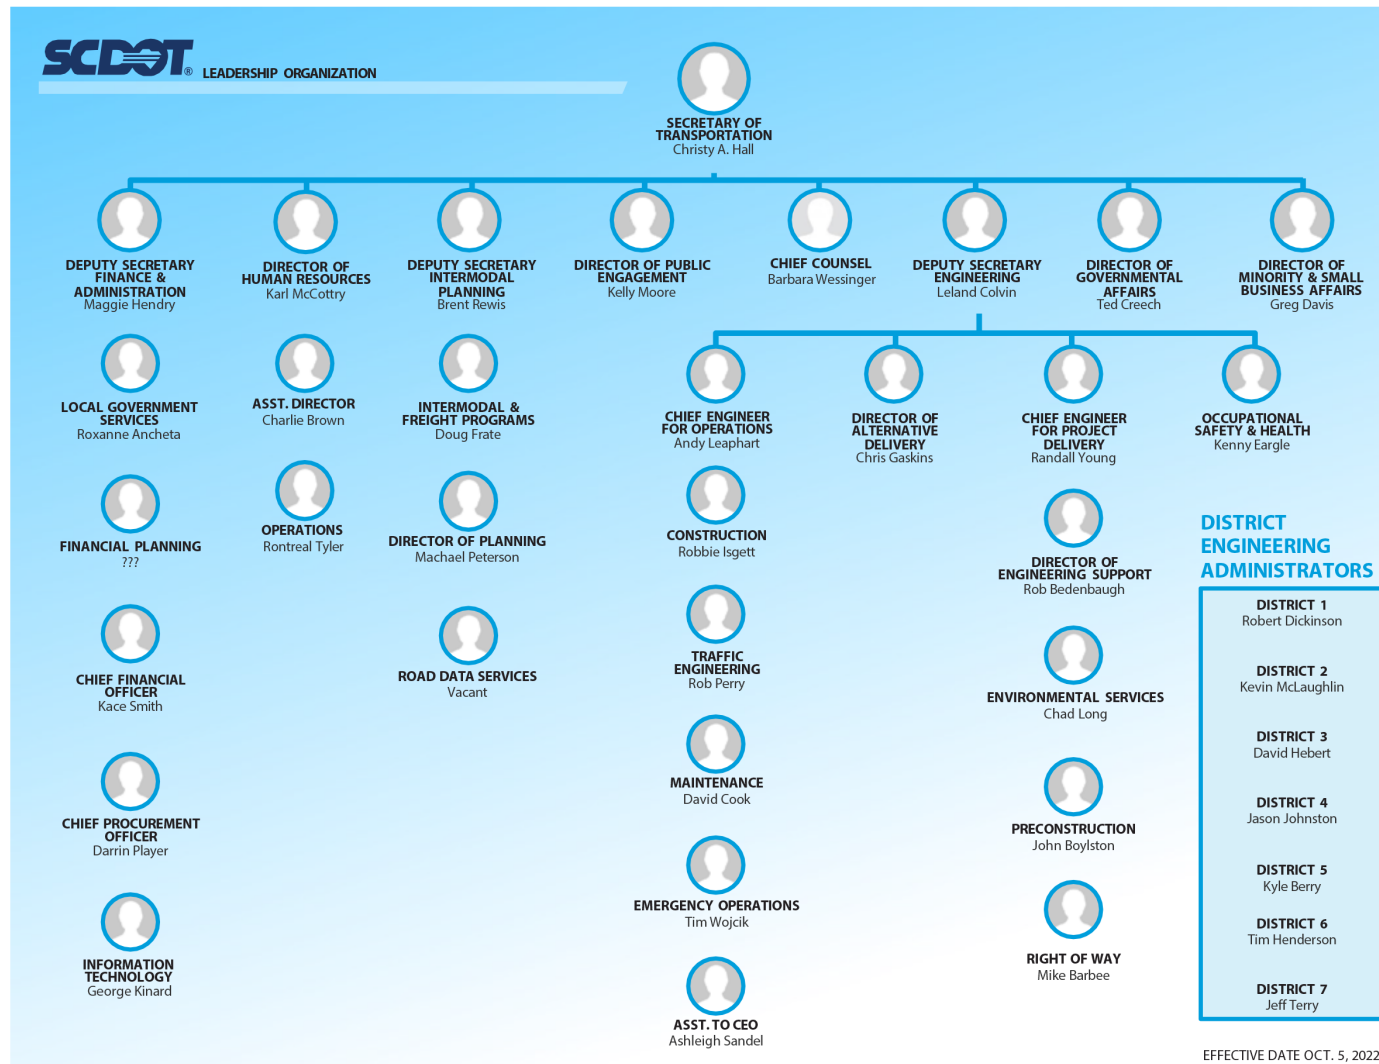 SCDOT®
LEADERSHIP ORGANIZATION
SECRETARY OF
TRANSPORTATION
Christy A. Hall
DEPUTY SECRETARY
FINANCE &
ADMINISTRATION
Maggie Hendry
DIRECTOR OF
HUMAN RESOURCES
Karl McCottry
DEPUTY SECRETARY
INTERMODAL
PLANNING
Brent Rewis
DIRECTOR OF PUBLIC
ENGAGEMENT
Kelly Moore
CHIEF COUNSEL
Barbara Wessinger
DEPUTY SECRETARY
ENGINEERING
Leland Colvin
DIRECTOR OF
GOVERNMENTAL
AFFAIRS
Ted Creech
DIRECTOR OF
MINORITY & SMALL
BUSINESS AFFAIRS
Greg Davis
LOCAL GOVERNMENT
SERVICES
Roxanne Ancheta
ASST. DIRECTOR
Charlie Brown
INTERMODAL &
FREIGHT PROGRAMS
Doug Frate
CHIEF ENGINEER
FOR OPERATIONS
Andy Leaphart
DIRECTOR OF
ALTERNATIVE
DELIVERY
Chris Gaskins
CHIEF ENGINEER
FOR PROJECT
DELIVERY
Randall Young
OCCUPATIONAL
SAFETY & HEALTH
Kenny Eargle
FINANCIAL PLANNING
???
OPERATIONS
Rontreal Tyler
DIRECTOR OF PLANNING
Machael Peterson
CONSTRUCTION
Robbie Isgett
DIRECTOR OF
ENGINEERING SUPPORT
Rob Bedenbaugh
CHIEF FINANCIAL
OFFICER
Kace Smith
ROAD DATA SERVICES
Vacant
TRAFFIC
ENGINEERING
Rob Perry
ENVIRONMENTAL SERVICES
Chad Long
CHIEF PROCUREMENT
OFFICER
Darrin Player
MAINTENANCE
David Cook
PRECONSTRUCTION
John Boylston
INFORMATION
TECHNOLOGY
George Kinard
EMERGENCY OPERATIONS
Tim Wojcik
RIGHT OF WAY
Mike Barbee
ASST. TO CEO
Ashleigh Sandel
DISTRICT
ENGINEERING
ADMINISTRATORS
DISTRICT 1
Robert Dickinson
DISTRICT 2
Kevin McLaughlin
DISTRICT 3
David Hebert
DISTRICT 4
Jason Johnston
DISTRICT 5
Kyle Berry
DISTRICT 6
Tim Henderson
DISTRICT 7
Jeff Terry
EFFECTIVE DATE OCT. 5, 2022